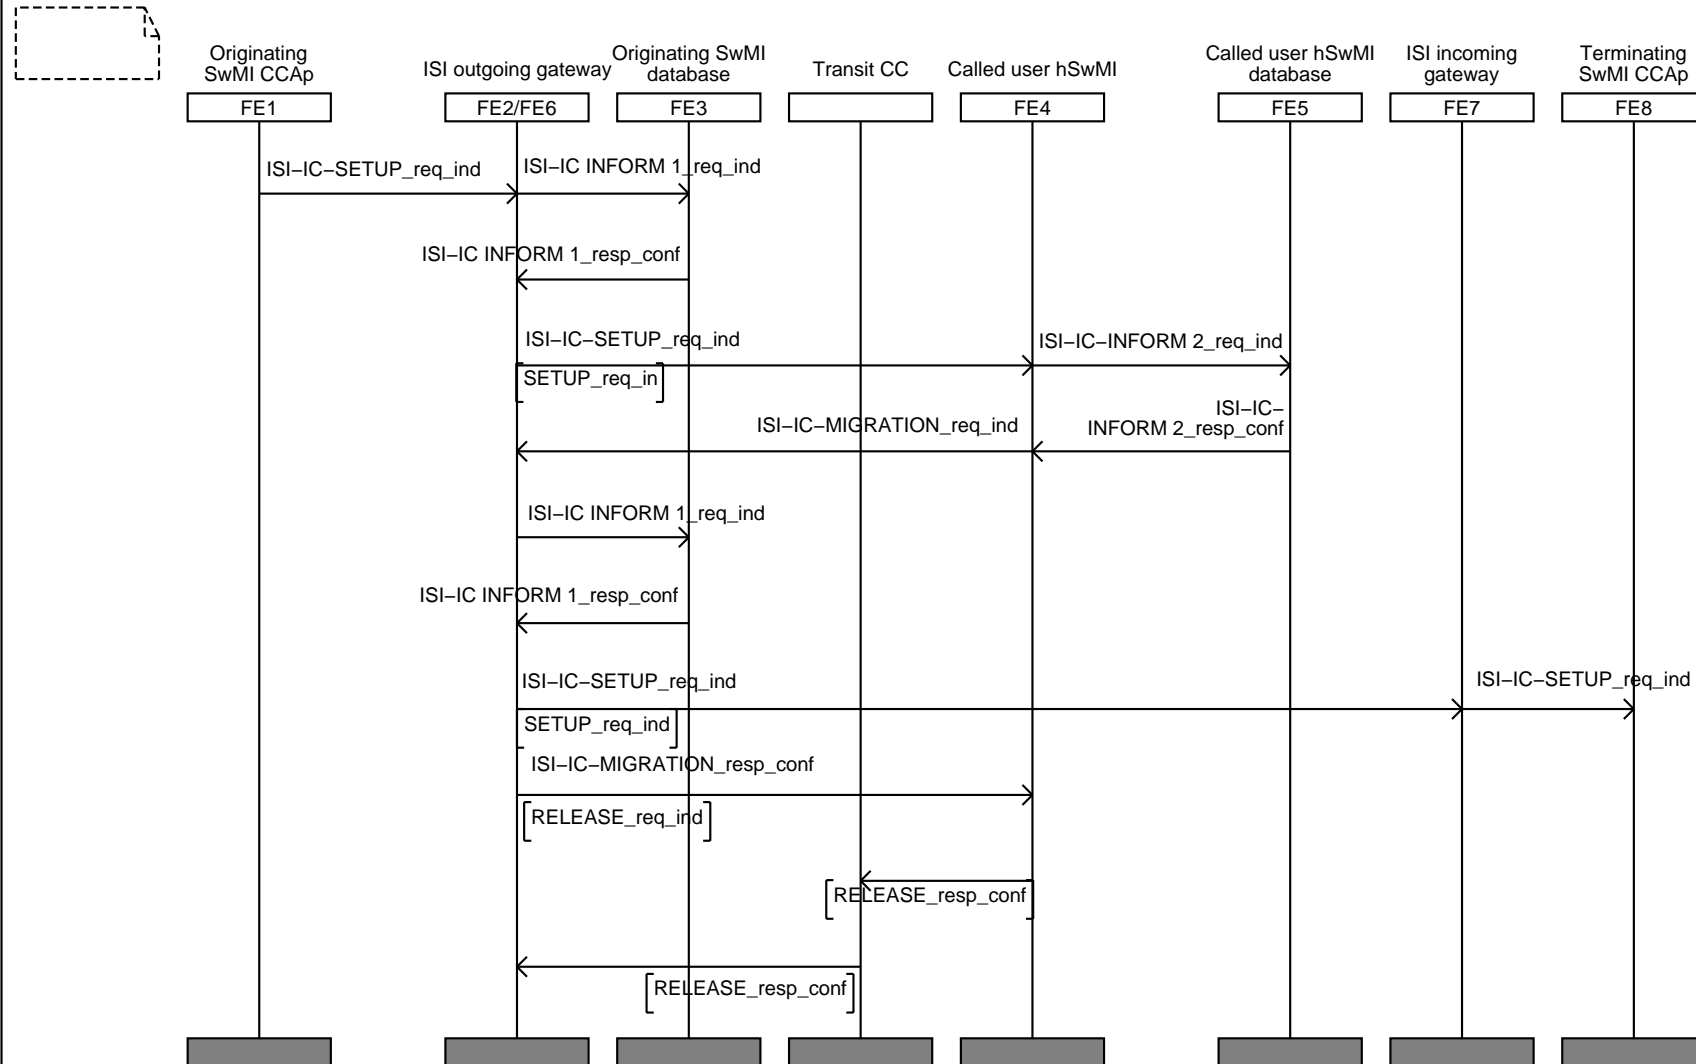 Originating
SwMI CCAp
ISI outgoing gateway
Originating SwMI
database
Transit CC
Called user hSwMI
Called user hSwMI
database
ISI incoming
gateway
Terminating
SwMI CCAp
FE1
FE2/FE6
FE3
FE4
FE5
FE7
FE8
ISI–IC–SETUP_req_ind
ISI–IC INFORM 1_req_ind
ISI–IC INFORM 1_resp_conf
ISI–IC–SETUP_req_ind
ISI–IC–INFORM 2_req_ind
SETUP_req_in
ISI–IC–MIGRATION_req_ind
ISI–IC–
INFORM 2_resp_conf
ISI–IC INFORM 1_req_ind
ISI–IC INFORM 1_resp_conf
ISI–IC–SETUP_req_ind
ISI–IC–SETUP_req_ind
SETUP_req_ind
ISI–IC–MIGRATION_resp_conf
RELEASE_req_ind
RELEASE_resp_conf
RELEASE_resp_conf